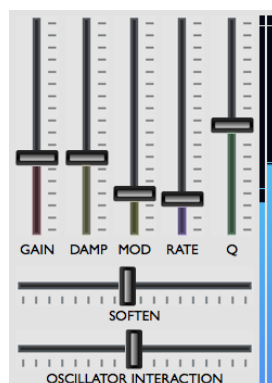 GAIN DAMP MOD RATE Q
SOFTEN
OSCILLATOR INTERACTION